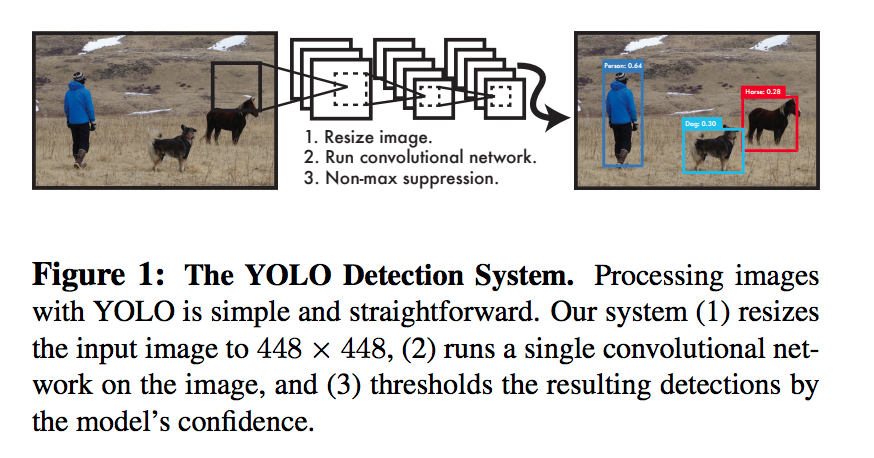 Person: 0.64
Horse: 0.28
Dog: 0.30
1. Resize image.
2. Run convolutional network.
3. Non-max suppression.
Figure 1: The YOLO Detection System. Processing images
with YOLO is simple and straightforward. Our system (1) resizes
the input image to 448 × 448, (2) runs a single convolutional net-
work on the image, and (3) thresholds the resulting detections by
the model’s confidence.